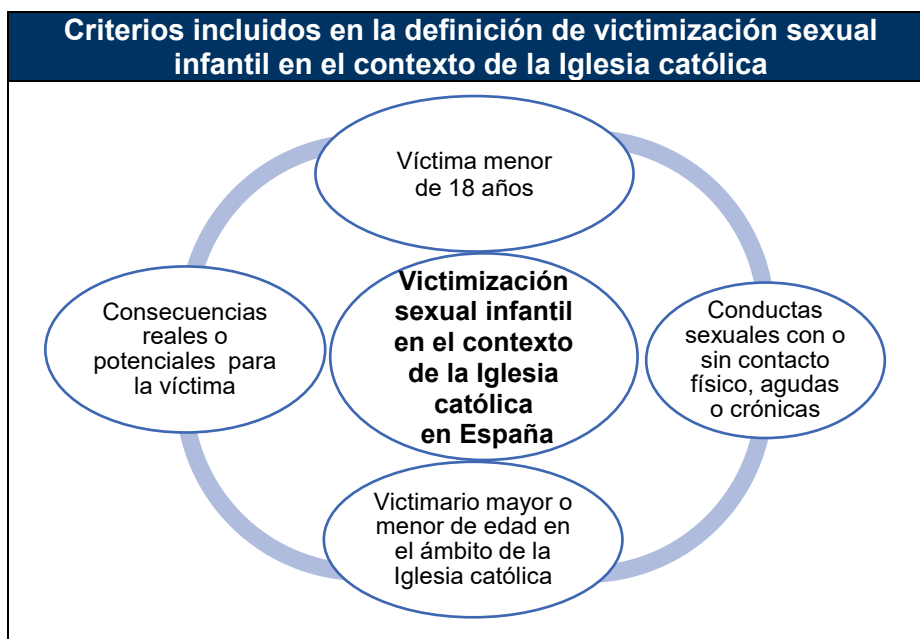 Criterios incluidos en la definición de victimización sexual
infantil en el contexto de la Iglesia católica
Víctima menor
de 18 años
Consecuencias
reales o
potenciales para
la víctima
Victimización
sexual infantil
en el contexto
de la Iglesia
católica
en España
Conductas
sexuales con o
sin contacto
físico, agudas
o crónicas
Victimario mayor o
menor de edad en
el ámbito de la
Iglesia católica